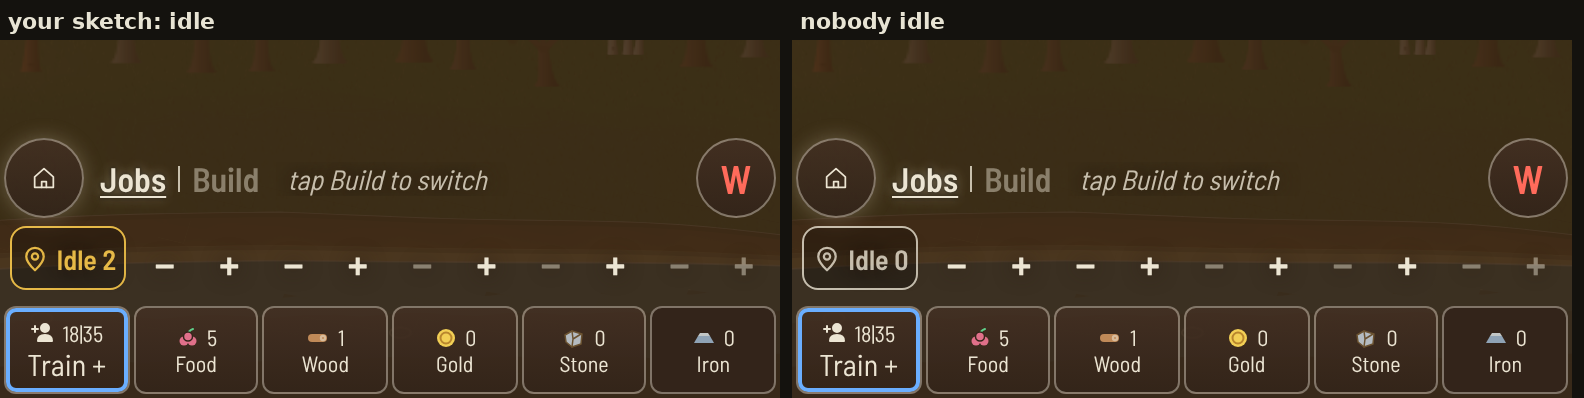 your sketch: idle
Jobs | Build tap Build to switch W
Idle 2 − + − + − + − + − +
18|35 5 1 0 0 0
Train + Food Wood Gold Stone Iron
nobody idle
Jobs | Build tap Build to switch W
Idle 0 − + − + − + − + − +
18|35 5 1 0 0 0
Train + Food Wood Gold Stone Iron